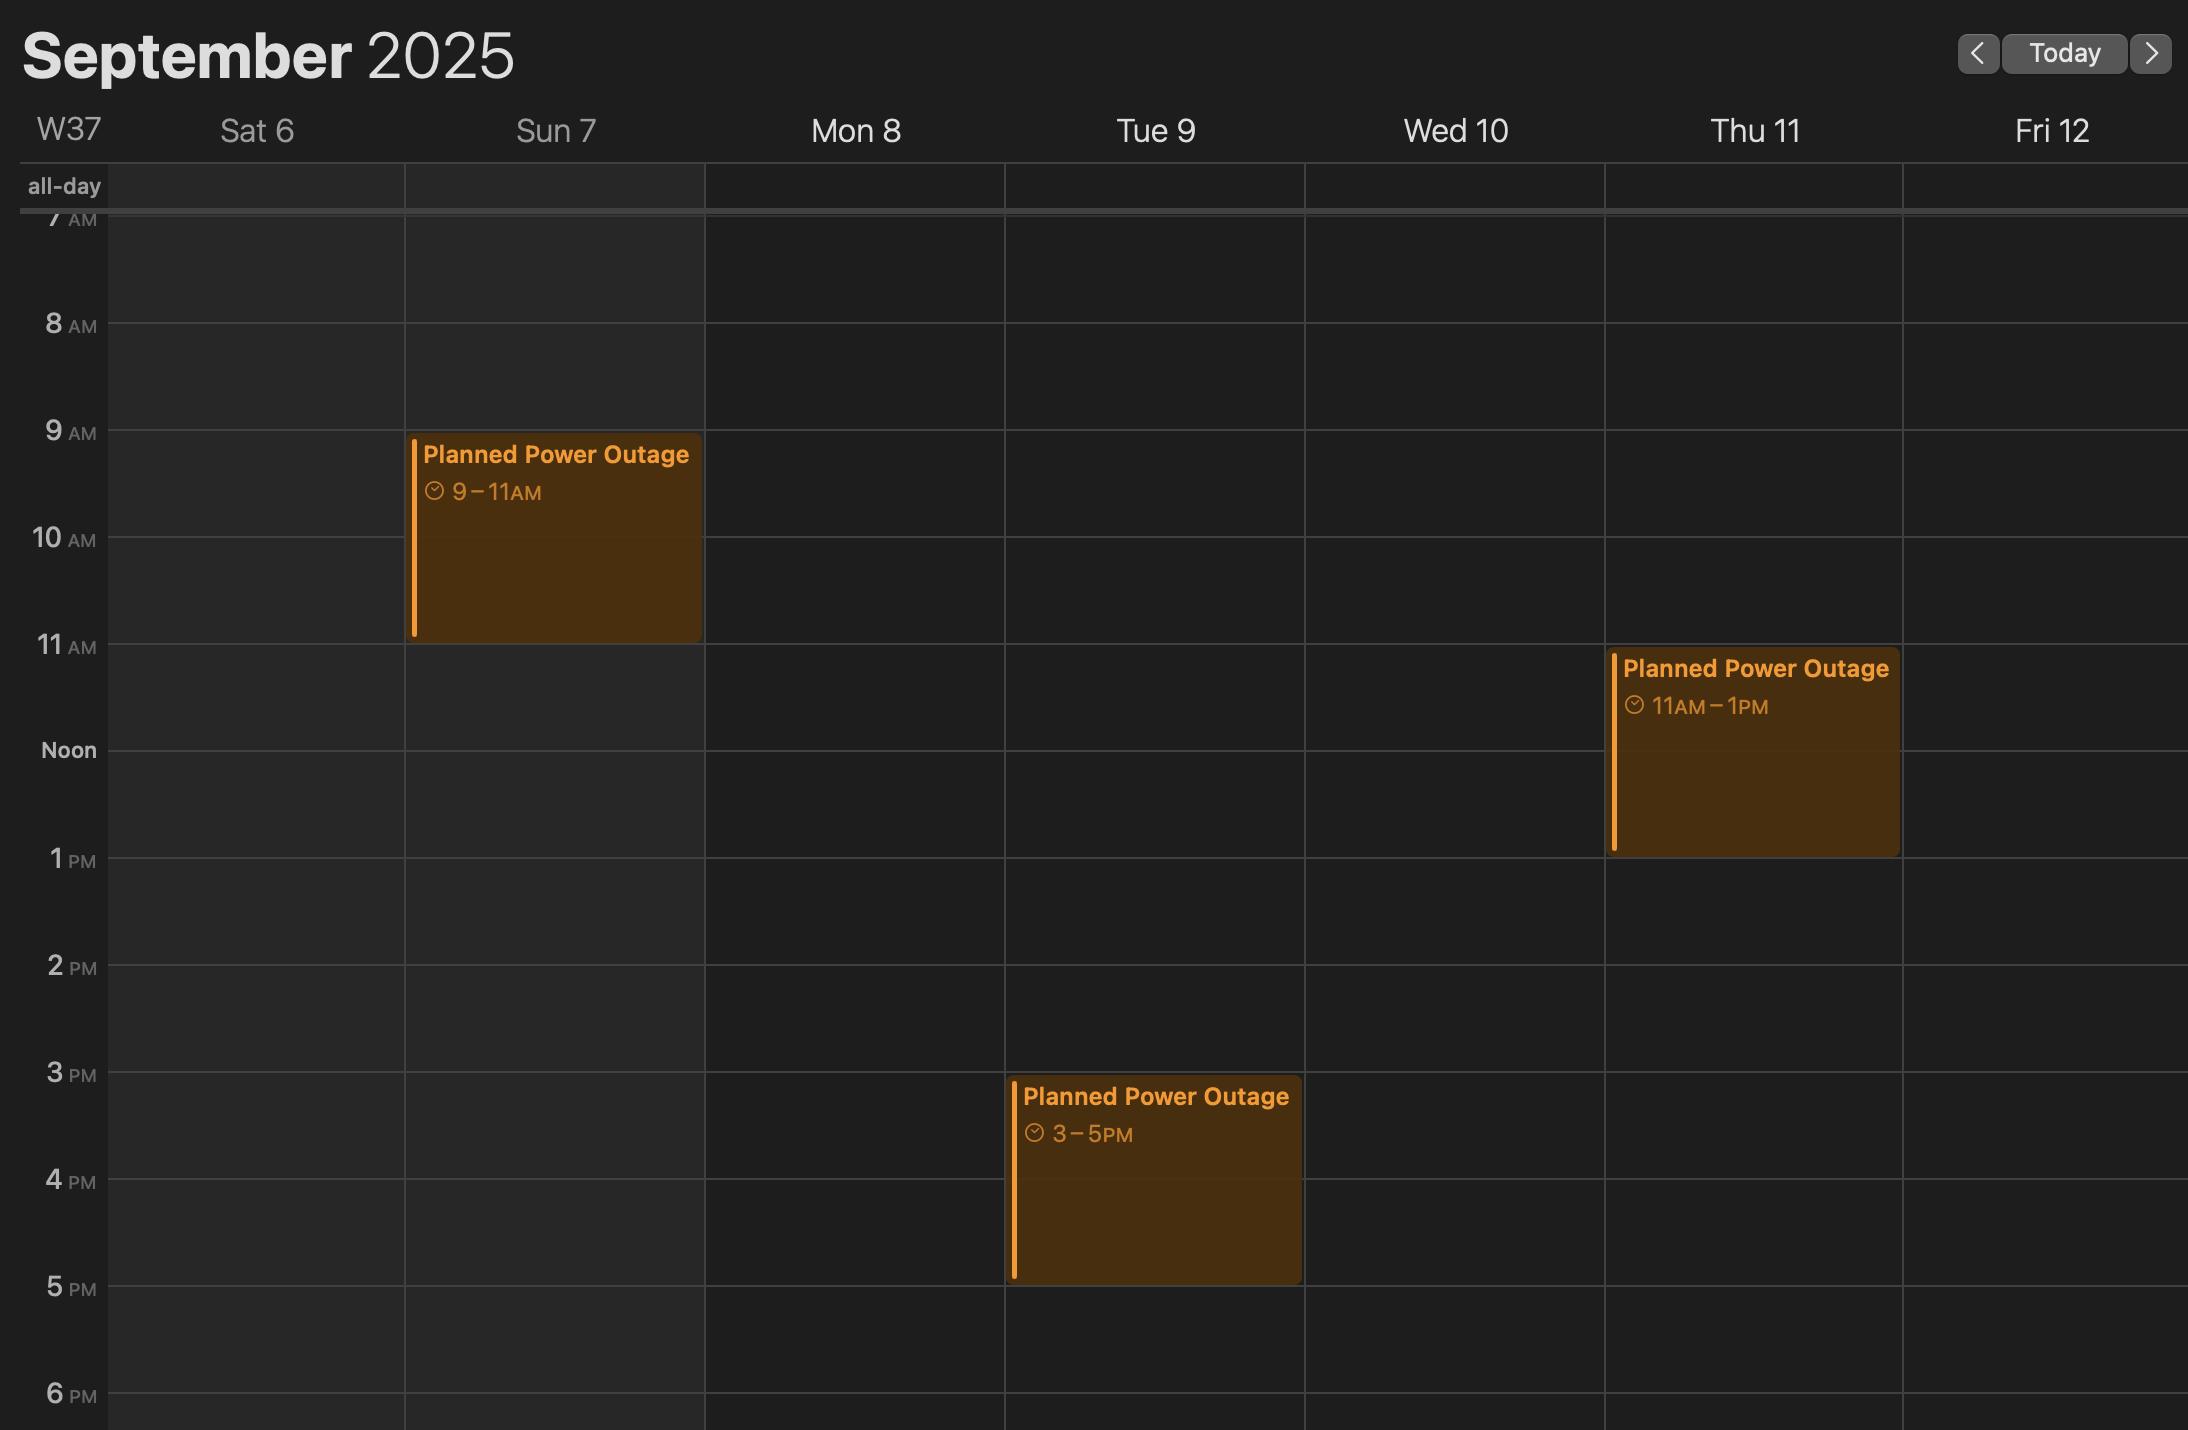 September 2025
Today
W37 Sat 6 Sun 7 Mon 8 Tue 9 Wed 10 Thu 11 Fri 12
all-day
7 AM
8 AM
9 AM
Planned Power Outage
9–11AM
10 AM
11 AM
Planned Power Outage
11AM–1PM
Noon
1 PM
2 PM
3 PM
Planned Power Outage
3–5PM
4 PM
5 PM
6 PM